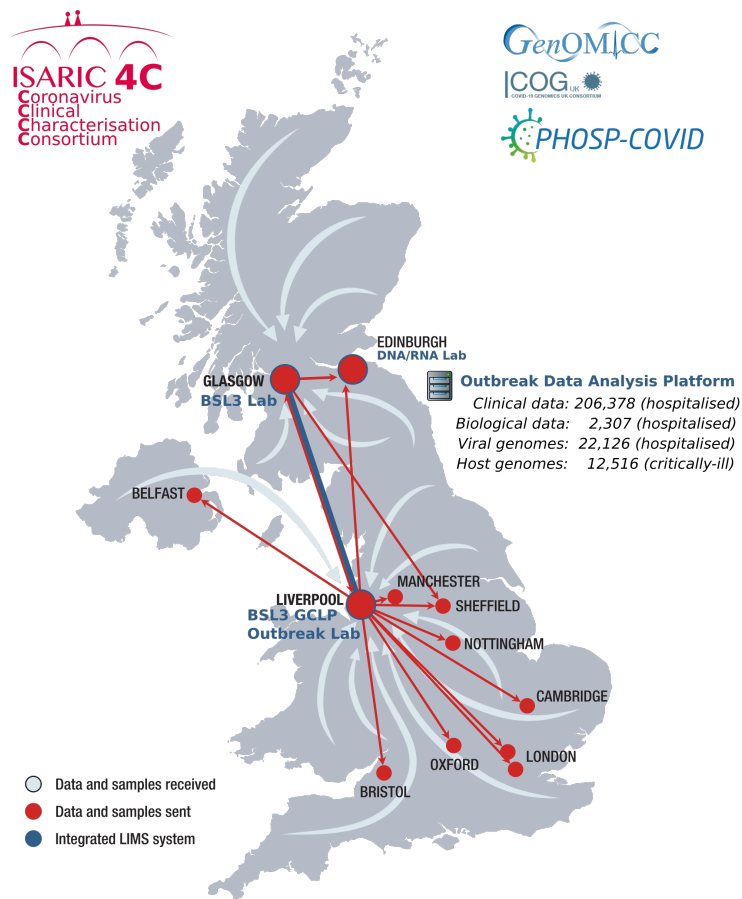 ISARIC 4C
Coronavirus
Clinical
Characterisation
Consortium
GenOMICC
COG UK
COVID-19 GENOMICS UK CONSORTIUM
PHOSP-COVID
EDINBURGH
DNA/RNA Lab
GLASGOW
BSL3 Lab
Outbreak Data Analysis Platform
Clinical data: 206,378 (hospitalised)
Biological data: 2,307 (hospitalised)
Viral genomes: 22,126 (hospitalised)
Host genomes: 12,516 (critically-ill)
BELFAST
MANCHESTER
LIVERPOOL
SHEFFIELD
BSL3 GCLP
Outbreak Lab
NOTTINGHAM
CAMBRIDGE
OXFORD
LONDON
BRISTOL
Data and samples received
Data and samples sent
Integrated LIMS system